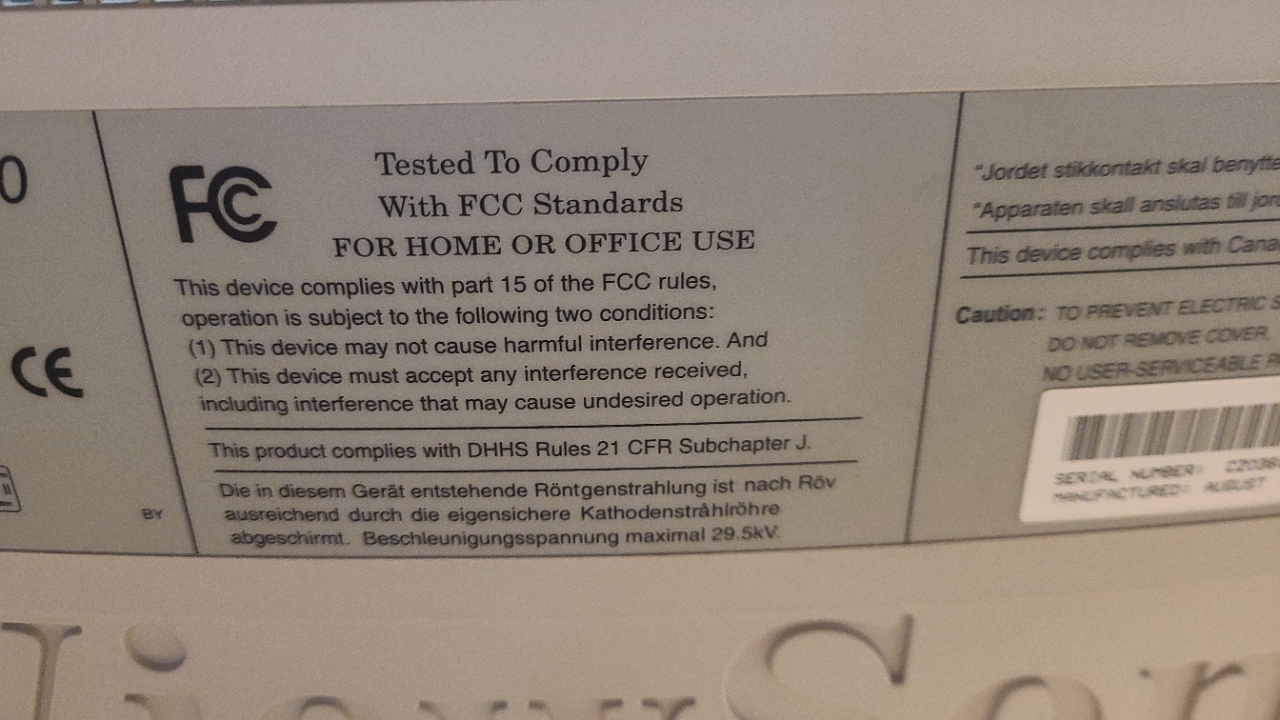 0
CE
BY
FCC
Tested To Comply
With FCC Standards
FOR HOME OR OFFICE USE
This device complies with part 15 of the FCC rules,
operation is subject to the following two conditions:
(1) This device may not cause harmful interference. And
(2) This device must accept any interference received,
including interference that may cause undesired operation.
This product complies with DHHS Rules 21 CFR Subchapter J.
Die in diesem Gerät entstehende Röntgenstrahlung ist nach Röv
ausreichend durch die eigensichere Kathodenstråhlröhre
abgeschirmt. Beschleunigungsspannung maximal 29.5kV.
"Jordet stikkontakt skal benytte
"Apparaten skall anslutas till jor
This device complies with Cana
Caution: TO PREVENT ELECTRIC S
DO NOT REMOVE COVER,
NO USER-SERVICEABLE P
SERIAL NUMBER:
MANUFACTURED: AUGUST